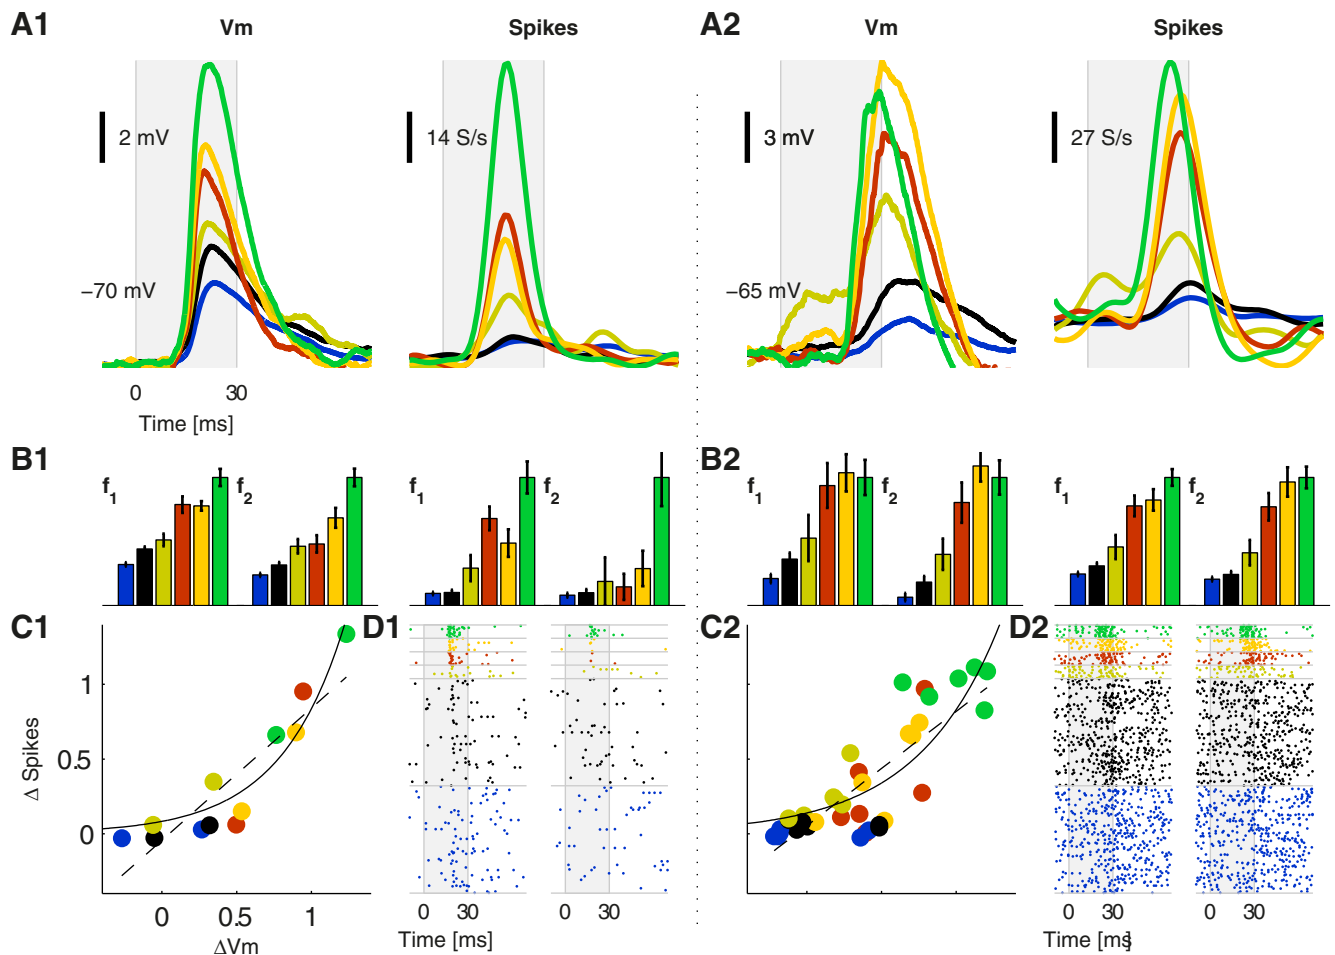 A1 Vm Spikes A2 Vm Spikes
2 mV 14 S/s 3 mV 27 S/s
−70 mV −65 mV
0 30
Time [ms]
B1 B2
f1 f2 f1 f2 f1 f2 f1 f2
C1 D1 C2 D2
1
0.5
0
Δ Spikes
0 0.5 1 0 30 0 30 0 30
ΔVm Time [ms] Time [ms]